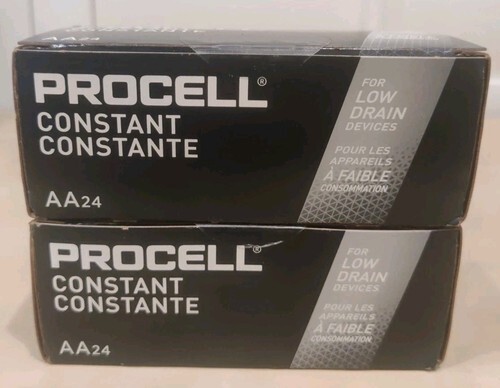 AA24
PROCELL®
CONSTANT
CONSTANTE
AA24
FOR
LOW
DRAIN
DEVICES
POUR LES
APPAREILS
À FAIBLE
CONSOMMATION
PROCELL®
CONSTANT
CONSTANTE
AA24
FOR
LOW
DRAIN
DEVICES
POUR LES
APPAREILS
À FAIBLE
CONSOMMATION